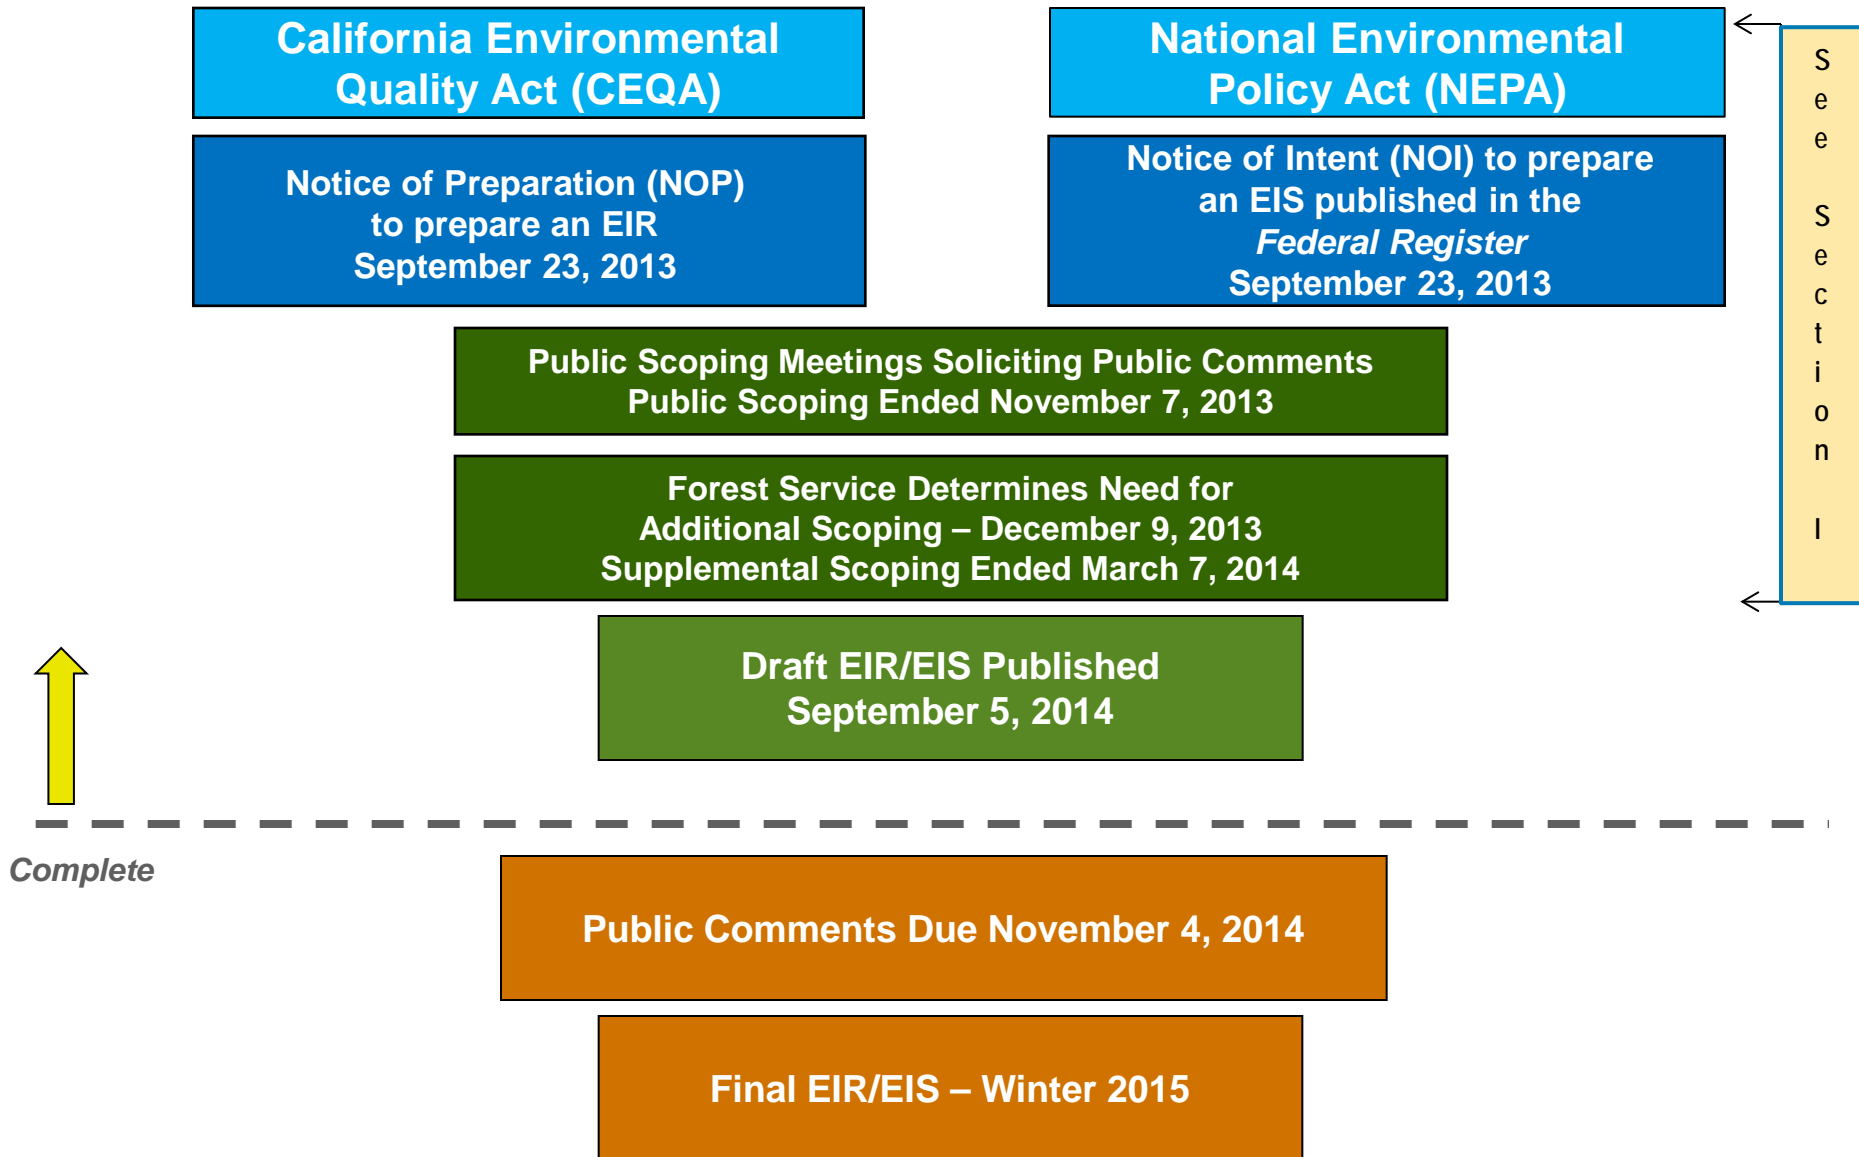 California Environmental
Quality Act (CEQA)
National Environmental
Policy Act (NEPA)
Notice of Preparation (NOP)
to prepare an EIR
September 23, 2013
Notice of Intent (NOI) to prepare
an EIS published in the
Federal Register
September 23, 2013
See Section I
Public Scoping Meetings Soliciting Public Comments
Public Scoping Ended November 7, 2013
Forest Service Determines Need for
Additional Scoping – December 9, 2013
Supplemental Scoping Ended March 7, 2014
Draft EIR/EIS Published
September 5, 2014
Complete
Public Comments Due November 4, 2014
Final EIR/EIS – Winter 2015